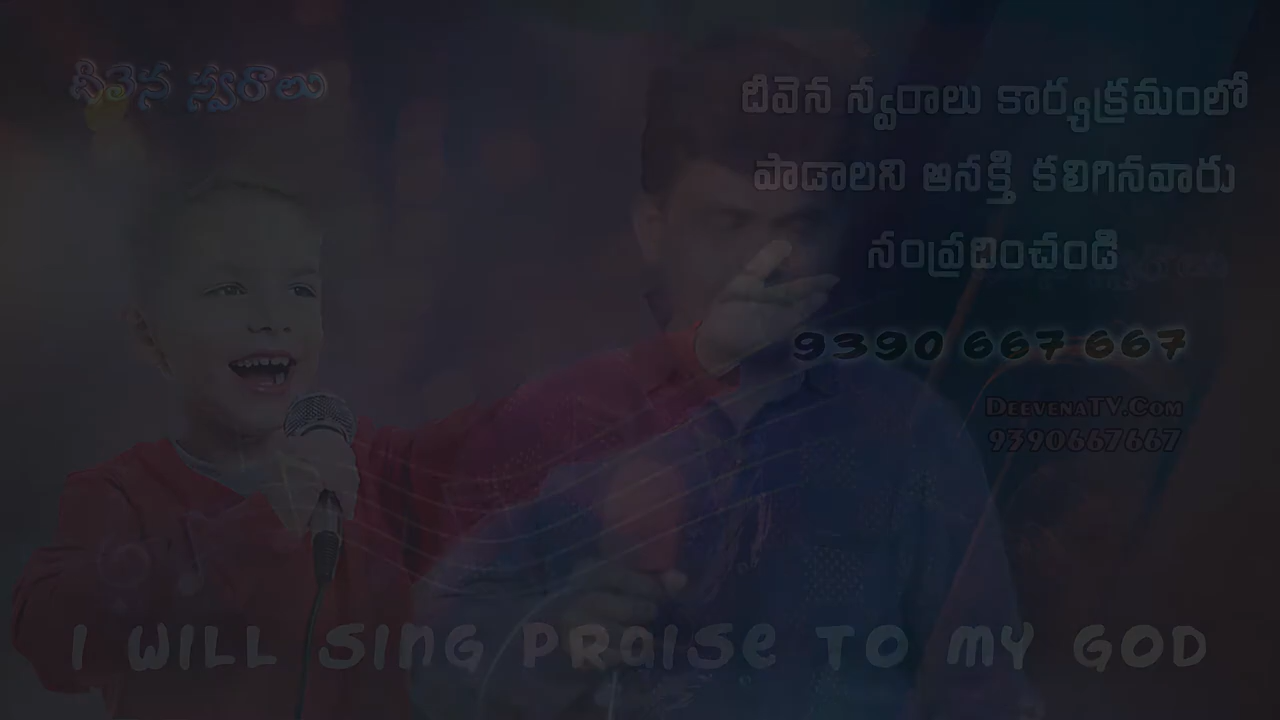 దీవెన స్వరాలు
దీవెన స్వరాలు కార్యక్రమంలో
పాడాలని ఆసక్తి కలిగినవారు
సంప్రదించండి
9390 667 667
DeevenaTV.Com
9390667667
I WILL SING PRAISE TO MY GOD